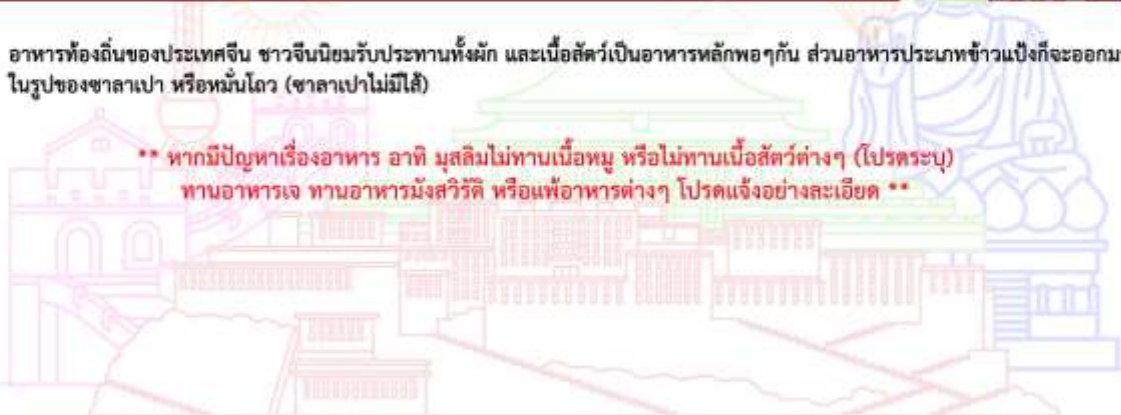 อาหารท้องถิ่นของประเทศจีน ชาวจีนนิยมรับประทานทั้งผัก และเนื้อสัตว์เป็นอาหารหลักพอๆกัน ส่วนอาหารประเภทข้าวแป้งก็จะออกมา
ในรูปของซาลาเปา หรือหมั่นโถว (ซาลาเปาไม่มีไส้)
** หากมีปัญหาเรื่องอาหาร อาทิ มุสลิมไม่ทานเนื้อหมู หรือไม่ทานเนื้อสัตว์ต่างๆ (โปรดระบุ)
ทานอาหารเจ ทานอาหารมังสวิรัติ หรือแพ้อาหารต่างๆ โปรดแจ้งอย่างละเอียด **